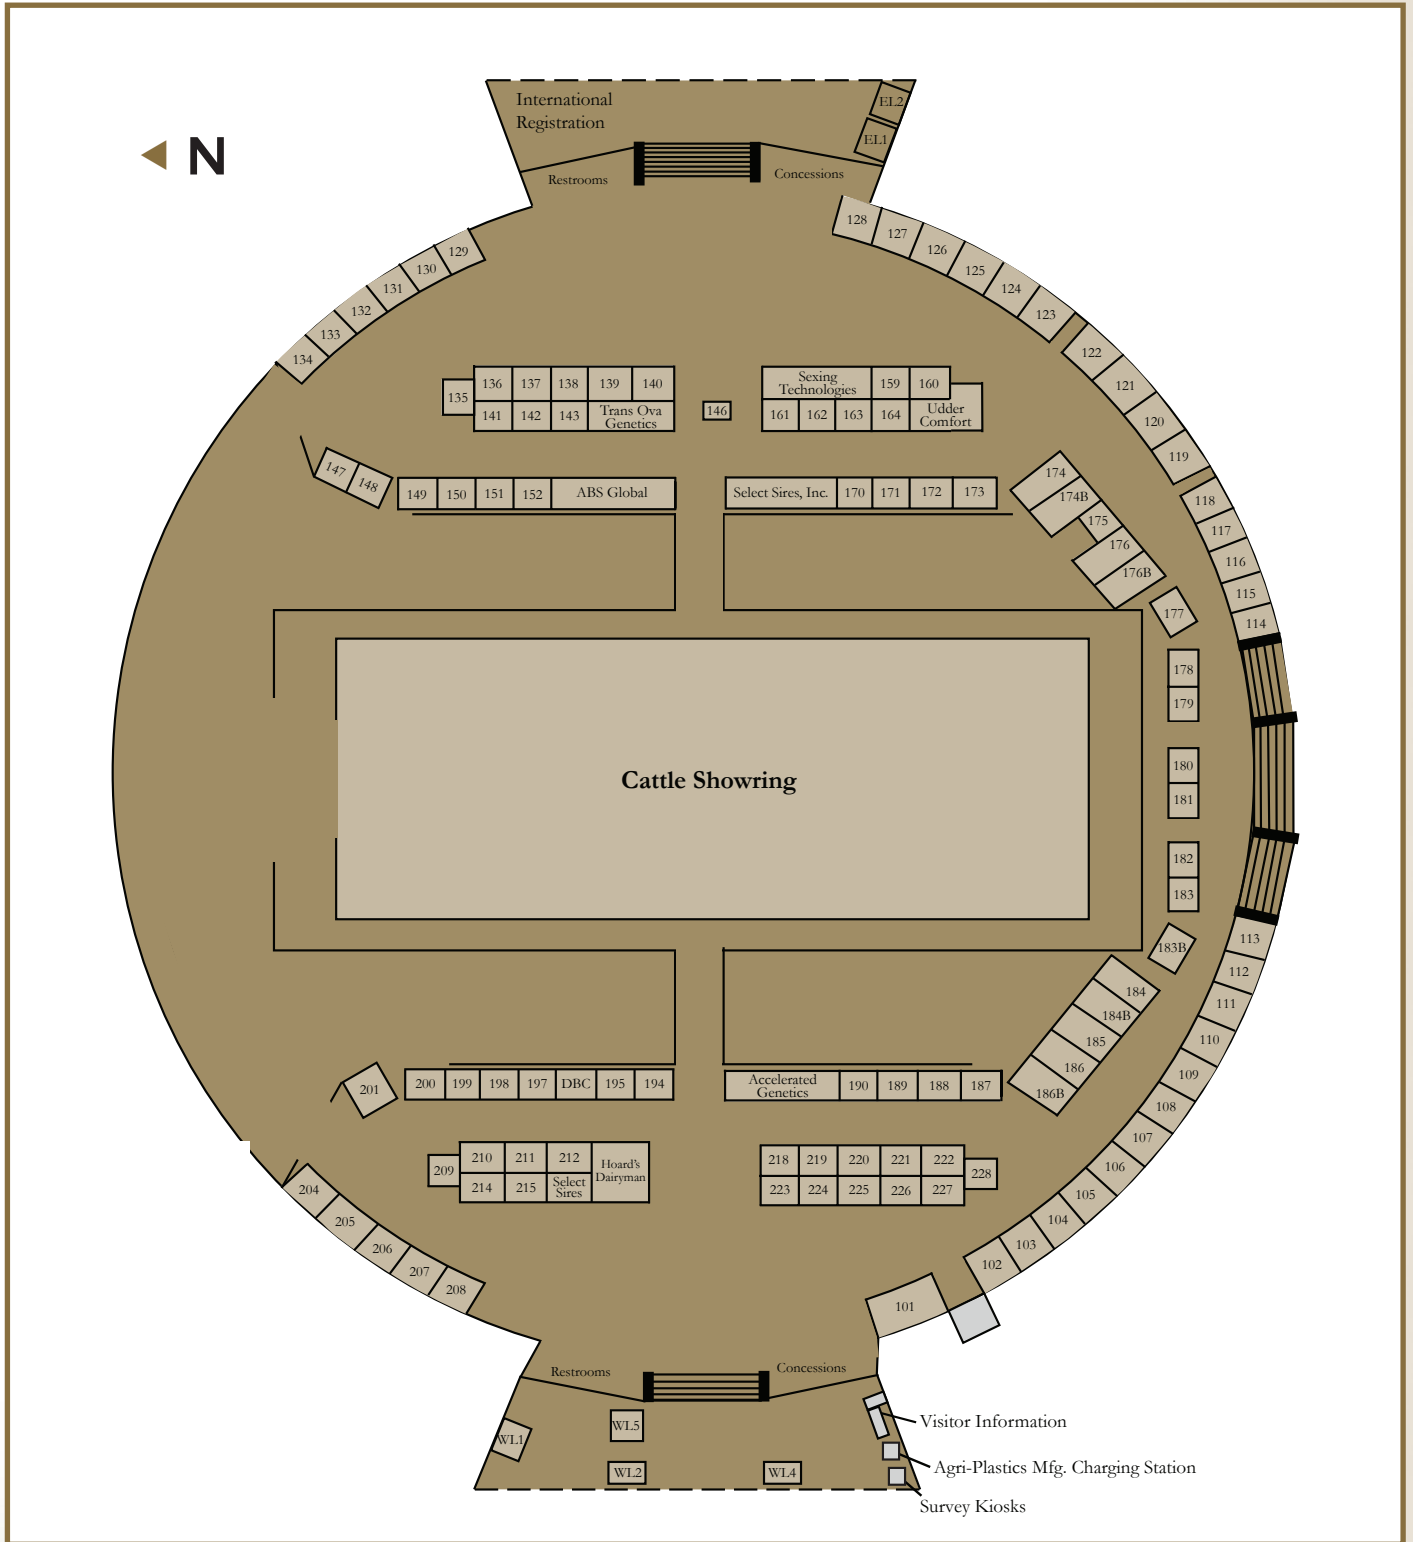 International
Registration
EL2
EL1
N
Restrooms
Concessions
128
127
126
125
124
123
122
121
120
119
118
117
116
115
114
129
130
131
132
133
134
135
136
137
138
139
140
141
142
143
Trans Ova
Genetics
146
Sexing
Technologies
159
160
161
162
163
164
Udder
Comfort
147
148
149
150
151
152
ABS Global
Select Sires, Inc.
170
171
172
173
174
174B
175
176
176B
177
178
179
180
181
182
183
183B
Cattle Showring
113
112
111
110
109
108
107
106
105
104
103
102
101
184
184B
185
186
186B
201
200
199
198
197
DBC
195
194
Accelerated
Genetics
190
189
188
187
209
210
211
212
Hoard's
Dairyman
214
215
Select
Sires
218
219
220
221
222
228
223
224
225
226
227
204
205
206
207
208
Restrooms
Concessions
WL1
WL5
WL2
WL4
Visitor Information
Agri-Plastics Mfg. Charging Station
Survey Kiosks